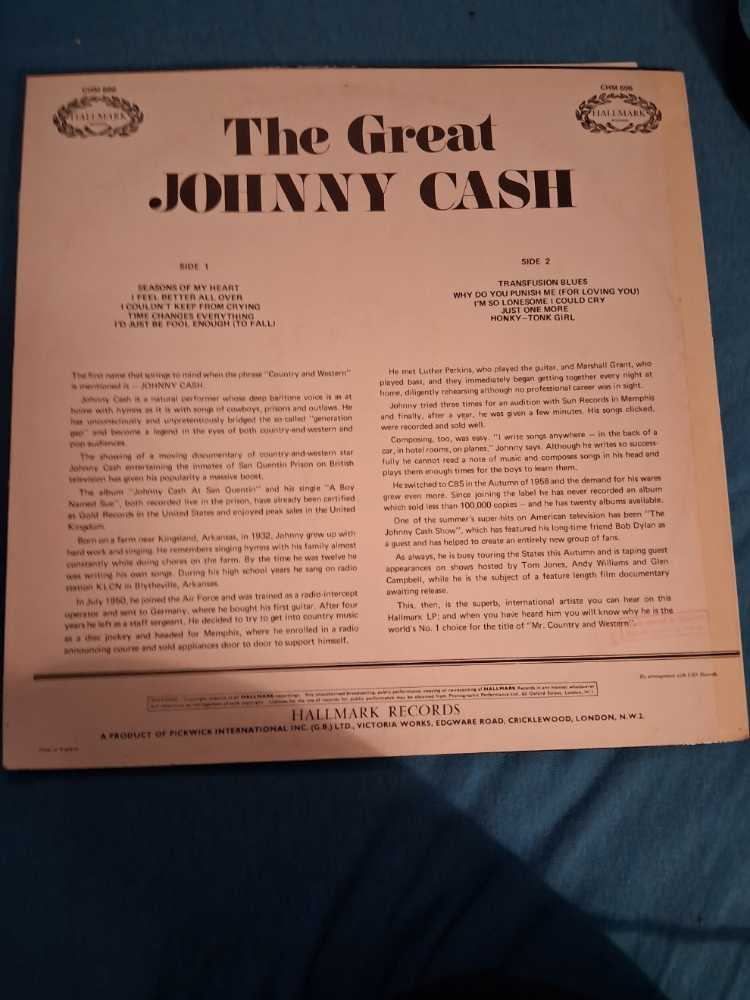 CHM 696
CHM 696
HALLMARK
HALLMARK
The Great
JOHNNY CASH
SIDE 1
SEASONS OF MY HEART
I FEEL BETTER ALL OVER
I COULDN'T KEEP FROM CRYING
TIME CHANGES EVERYTHING
I'D JUST BE FOOL ENOUGH (TO FALL)
SIDE 2
TRANSFUSION BLUES
WHY DO YOU PUNISH ME (FOR LOVING YOU)
I'M SO LONESOME I COULD CRY
JUST ONE MORE
HONKY–TONK GIRL
The first name that springs to mind when the phrase "Country and Western"
is mentioned is – JOHNNY CASH.
Johnny Cash is a natural performer whose deep baritone voice is as at
home with hymns as it is with songs of cowboys, prisons and outlaws. He
has unconsciously and unpretentiously bridged the so-called "generation
gap" and become a legend in the eyes of both country-and-western and
pop audiences.
The showing of a moving documentary of country-and-western star
Johnny Cash entertaining the inmates of San Quentin Prison on British
television has given his popularity a massive boost.
The album "Johnny Cash At San Quentin" and his single "A Boy
Named Sue", both recorded live in the prison, have already been certified
as Gold Records in the United States and enjoyed peak sales in the United
Kingdom.
Born on a farm near Kingsland, Arkansas, in 1932, Johnny grew up with
hard work and singing. He remembers singing hymns with his family almost
constantly while doing chores on the farm. By the time he was twelve he
was writing his own songs. During his high school years he sang on radio
station KLCN in Blytheville, Arkansas.
In July 1950, he joined the Air Force and was trained as a radio-intercept
operator and sent to Germany, where he bought his first guitar. After four
years he left as a staff sergeant. He decided to try to get into country music
as a disc jockey and headed for Memphis, where he enrolled in a radio
announcing course and sold appliances door to door to support himself.
He met Luther Perkins, who played the guitar, and Marshall Grant, who
played bass, and they immediately began getting together every night at
home, diligently rehearsing although no professional career was in sight.
Johnny tried three times for an audition with Sun Records in Memphis
and finally, after a year, he was given a few minutes. His songs clicked,
were recorded and sold well.
Composing, too, was easy. "I write songs anywhere – in the back of a
car, in hotel rooms, on planes," Johnny says. Although he writes so success-
fully he cannot read a note of music and composes songs in his head and
plays them enough times for the boys to learn them.
He switched to CBS in the Autumn of 1958 and the demand for his wares
grew even more. Since joining the label he has never recorded an album
which sold less than 100,000 copies – and he has twenty albums available.
One of the summer's super-hits on American television has been "The
Johnny Cash Show", which has featured his long-time friend Bob Dylan as
a guest and has helped to create an entirely new group of fans.
As always, he is busy touring the States this Autumn and is taping guest
appearances on shows hosted by Tom Jones, Andy Williams and Glen
Campbell, while he is the subject of a feature length film documentary
awaiting release.
This, then, is the superb, international artiste you can hear on this
Hallmark LP; and when you have heard him you will know why he is the
world's No. 1 choice for the title of "Mr. Country and Western".
By arrangement with CBS Records
HALLMARK RECORDS
A PRODUCT OF PICKWICK INTERNATIONAL INC. (G.B.) LTD., VICTORIA WORKS, EDGWARE ROAD, CRICKLEWOOD, LONDON, N.W.2.